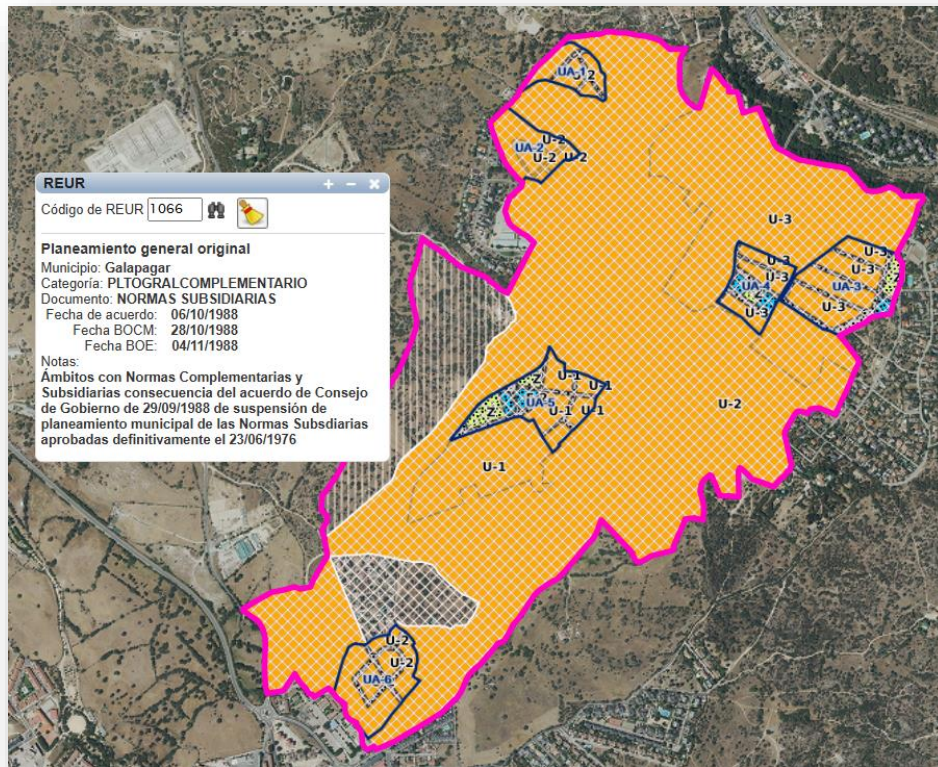 REUR
Código de REUR 1066
Planeamiento general original
Municipio: Galapagar
Categoría: PLTOGRALCOMPLEMENTARIO
Documento: NORMAS SUBSIDIARIAS
Fecha de acuerdo: 06/10/1988
Fecha BOCM: 28/10/1988
Fecha BOE: 04/11/1988
Notas:
Ámbitos con Normas Complementarias y
Subsidiarias consecuencia del acuerdo de Consejo
de Gobierno de 29/09/1988 de suspensión de
planeamiento municipal de las Normas Subsdiarias
aprobadas definitivamente el 23/06/1976
UA-1
U-2
UA-2
U-2 U-2
U-3
U-3
U-3
U-3
UA-4
U-3
U-3
UA-3
U-3
U-1
U-1
UA-5
U-1 U-1
U-2
U-1
U-2
U-2
UA-6